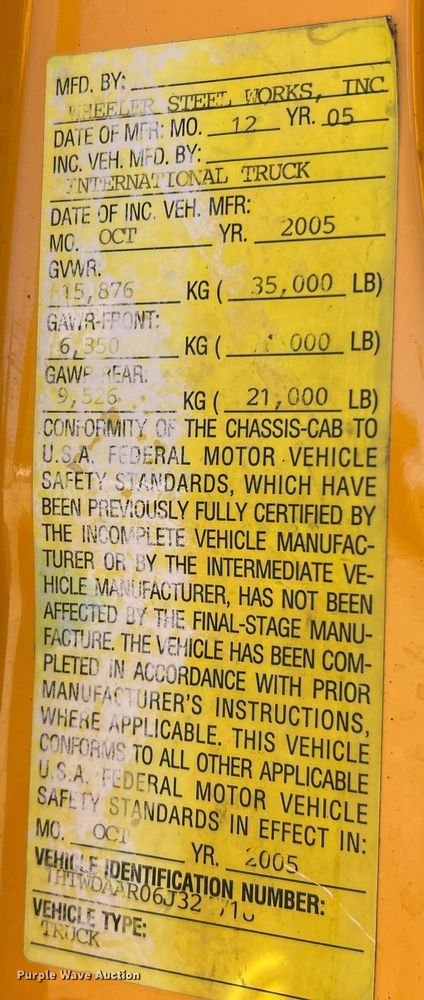 MFD. BY:
WHEELER STEEL WORKS, INC
DATE OF MFR: MO. 12 YR. 05
INC. VEH. MFD. BY:
INTERNATIONAL TRUCK
DATE OF INC. VEH. MFR:
MO. OCT YR. 2005
GVWR:
15,876 KG ( 35,000 LB)
GAWR-FRONT:
6,350 KG ( 000 LB)
GAWR REAR:
9,526 KG ( 21,000 LB)
CONFORMITY OF THE CHASSIS-CAB TO
U.S.A. FEDERAL MOTOR VEHICLE
SAFETY STANDARDS, WHICH HAVE
BEEN PREVIOUSLY FULLY CERTIFIED BY
THE INCOMPLETE VEHICLE MANUFAC-
TURER OR BY THE INTERMEDIATE VE-
HICLE MANUFACTURER, HAS NOT BEEN
AFFECTED BY THE FINAL-STAGE MANU-
FACTURE. THE VEHICLE HAS BEEN COM-
PLETED IN ACCORDANCE WITH PRIOR
MANUFACTURER'S INSTRUCTIONS,
WHERE APPLICABLE. THIS VEHICLE
CONFORMS TO ALL OTHER APPLICABLE
U.S.A. FEDERAL MOTOR VEHICLE
SAFETY STANDARDS IN EFFECT IN:
MO. OCT YR. 2005
VEHICLE IDENTIFICATION NUMBER:
VEHICLE TYPE:
TRUCK
Purple Wave Auction